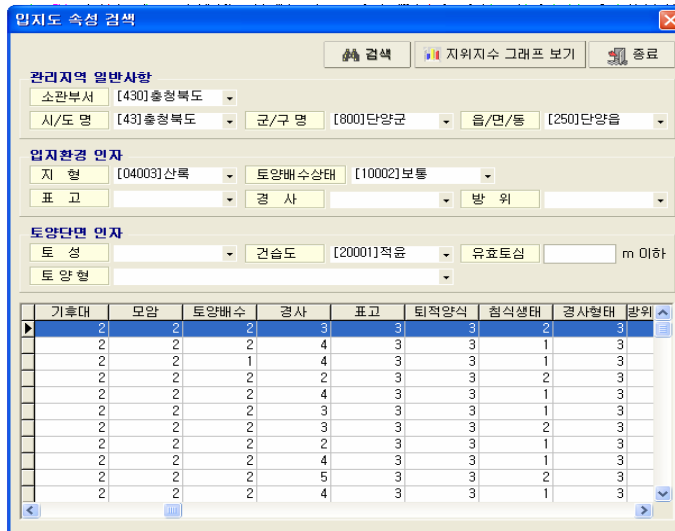 입지도 속성 검색
검색 지위지수 그래프 보기 종료
관리지역 일반사항
소관부서 [430]충청북도
시/도 명 [43]충청북도 군/구 명 [800]단양군 읍/면/동 [250]단양읍
입지환경 인자
지 형 [04003]산록 토양배수상태 [10002]보통
표 고 경 사 방 위
토양단면 인자
토 성 건습도 [20001]적윤 유효토심 m 이하
토 양 형
기후대 모암 토양배수 경사 표고 퇴적양식 침식생태 경사형태 방위
2 2 2 3 3 3 2 3
2 2 2 4 3 3 1 3
2 2 1 4 3 3 1 3
2 2 2 2 3 3 2 3
2 2 2 4 3 3 1 3
2 2 2 3 3 3 1 3
2 2 2 3 3 3 2 3
2 2 2 2 3 3 1 3
2 2 2 4 3 3 1 3
2 2 2 5 3 3 2 3
2 2 2 4 3 3 1 3